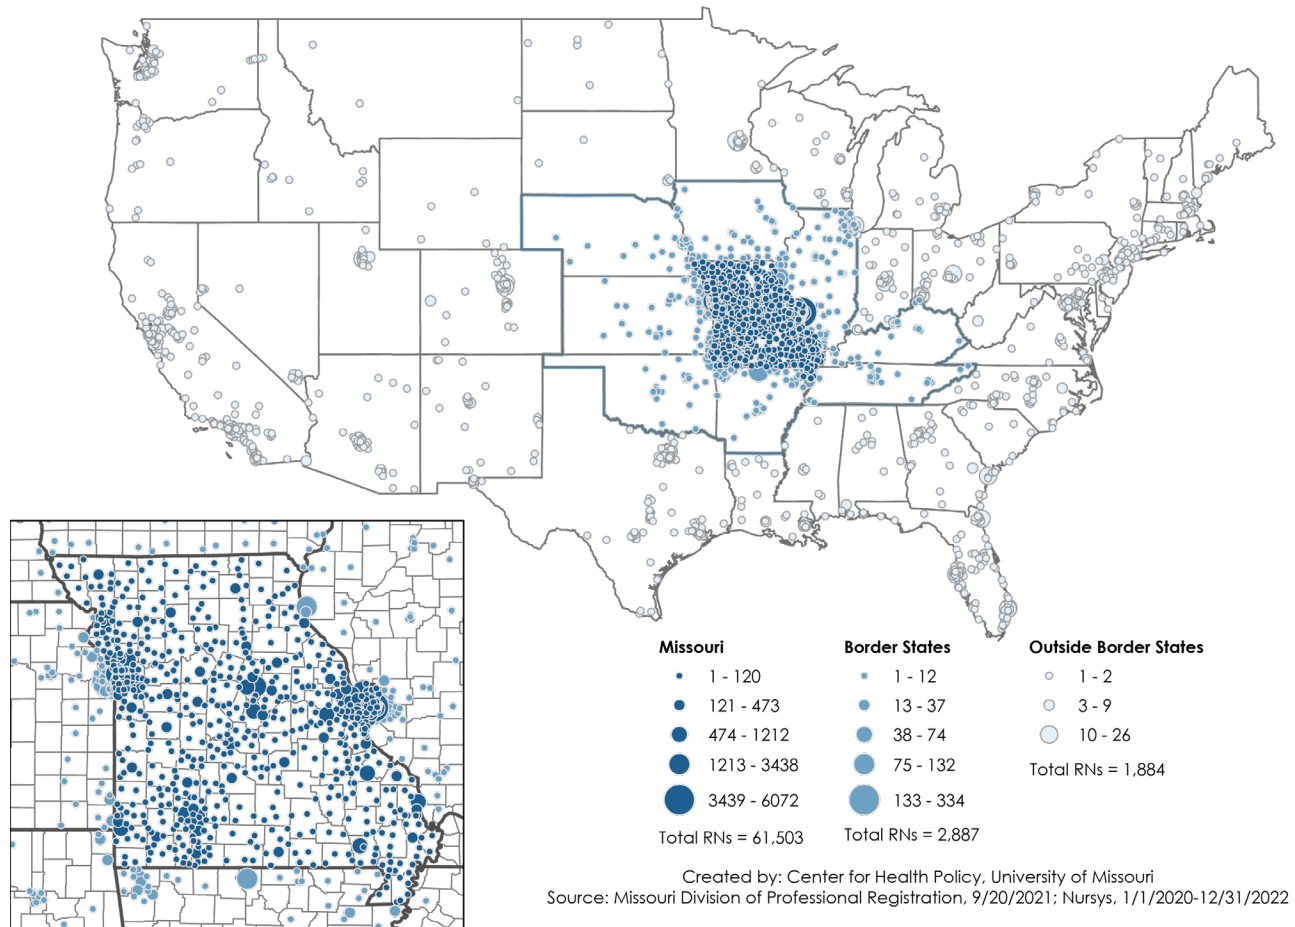 Missouri
1 - 120
121 - 473
474 - 1212
1213 - 3438
3439 - 6072
Total RNs = 61,503
Border States
1 - 12
13 - 37
38 - 74
75 - 132
133 - 334
Total RNs = 2,887
Outside Border States
1 - 2
3 - 9
10 - 26
Total RNs = 1,884
Created by: Center for Health Policy, University of Missouri
Source: Missouri Division of Professional Registration, 9/20/2021; Nursys, 1/1/2020-12/31/2022